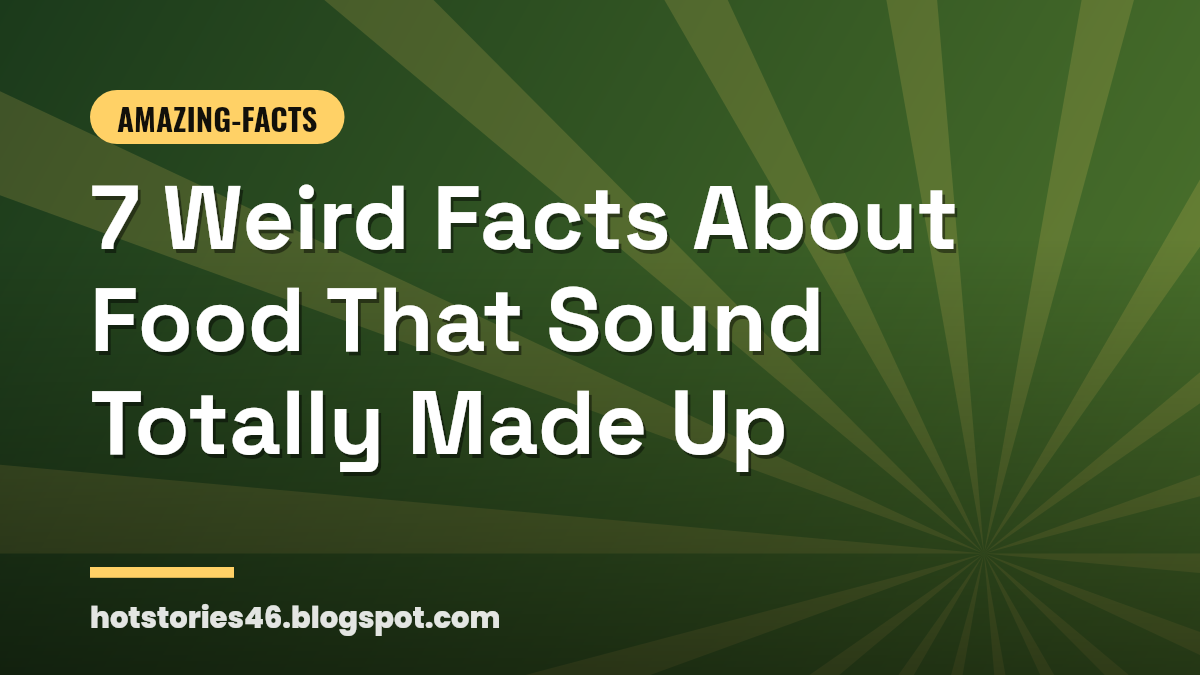 AMAZING-FACTS
7 Weird Facts About
Food That Sound
Totally Made Up
hotstories46.blogspot.com